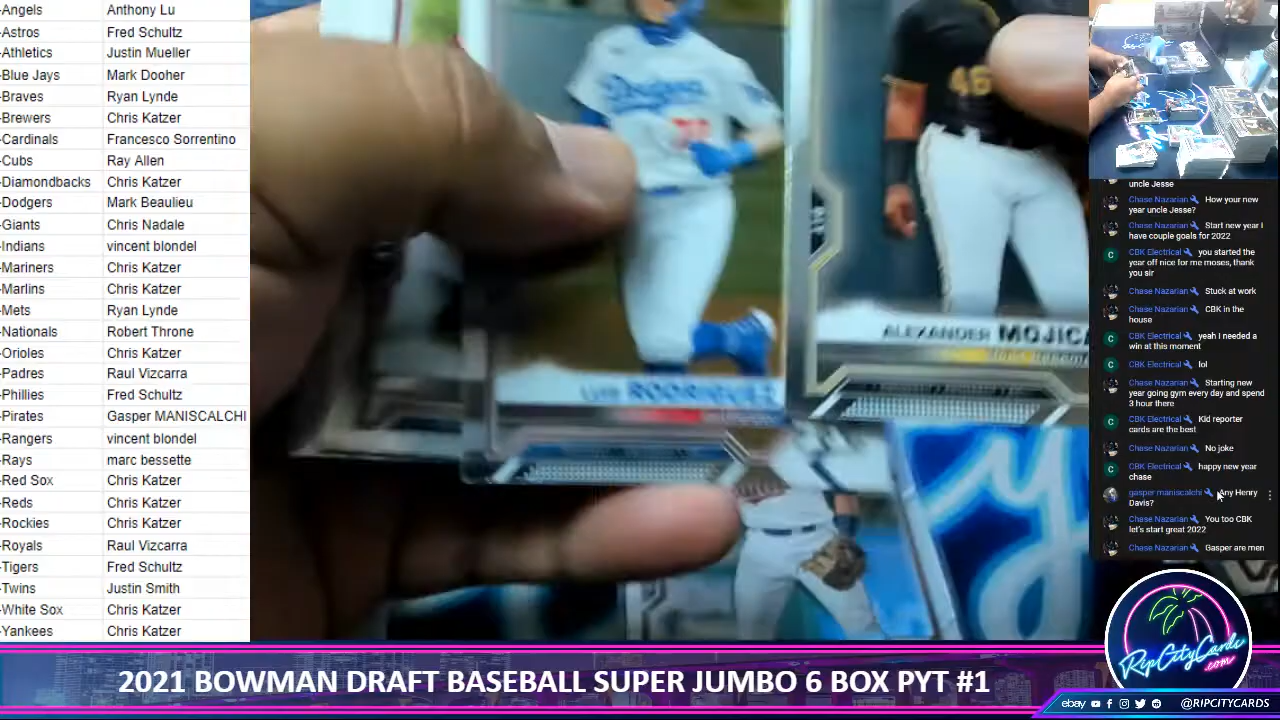 -Angels Anthony Lu
-Astros Fred Schultz
-Athletics Justin Mueller
-Blue Jays Mark Dooher
-Braves Ryan Lynde
-Brewers Chris Katzer
-Cardinals Francesco Sorrentino
-Cubs Ray Allen
-Diamondbacks Chris Katzer
-Dodgers Mark Beaulieu
-Giants Chris Nadale
-Indians vincent blondel
-Mariners Chris Katzer
-Marlins Chris Katzer
-Mets Ryan Lynde
-Nationals Robert Throne
-Orioles Chris Katzer
-Padres Raul Vizcarra
-Phillies Fred Schultz
-Pirates Gasper MANISCALCHI
-Rangers vincent blondel
-Rays marc bessette
-Red Sox Chris Katzer
-Reds Chris Katzer
-Rockies Chris Katzer
-Royals Raul Vizcarra
-Tigers Fred Schultz
-Twins Justin Smith
-White Sox Chris Katzer
-Yankees Chris Katzer
Dodgers
46
ALEXANDER MOJICA
RODRIGUEZ
uncle Jesse
Chase Nazarian How your new
year uncle Jesse?
Chase Nazarian Start new year I
have couple goals for 2022
C CBK Electrical you started the
year off nice for me moses, thank
you sir
Chase Nazarian Stuck at work
Chase Nazarian CBK in the
house
C CBK Electrical yeah I needed a
win at this moment
C CBK Electrical lol
Chase Nazarian Starting new
year going gym every day and spend
3 hour there
C CBK Electrical Kid reporter
cards are the best
Chase Nazarian No joke
C CBK Electrical happy new year
chase
gasper maniscalchi Any Henry
Davis?
Chase Nazarian You too CBK
let's start great 2022
Chase Nazarian Gasper are men
RipCityCards
.com
2021 BOWMAN DRAFT BASEBALL SUPER JUMBO 6 BOX PYT #1
ebay @RIPCITYCARDS